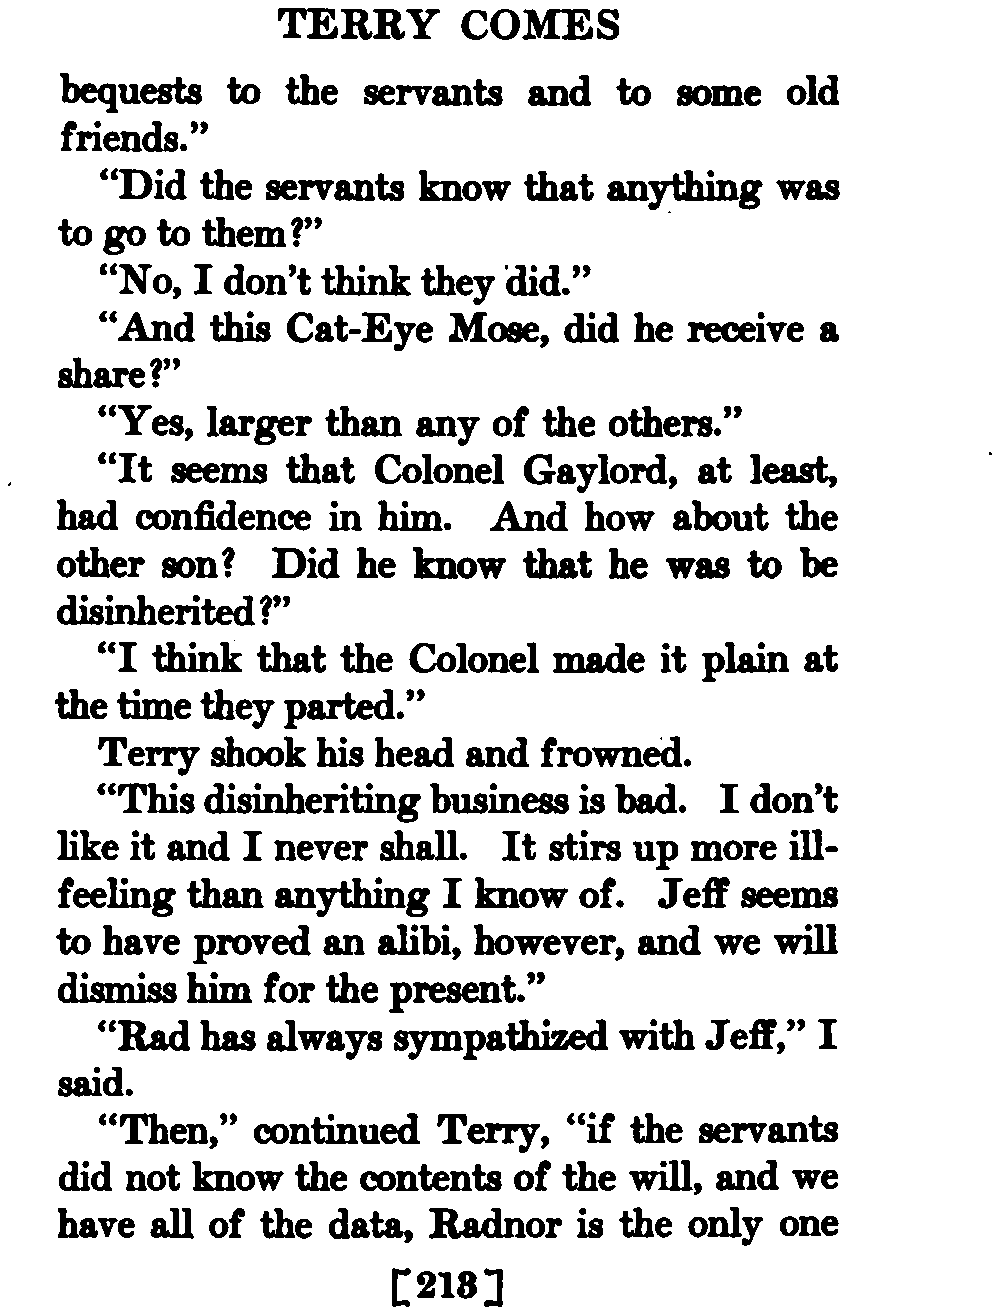 TERRY COMES
bequests to the servants and to some old
friends."
"Did the servants know that anything was
to go to them?"
"No, I don't think they did."
"And this Cat-Eye Mose, did he receive a
share?"
"Yes, larger than any of the others."
"It seems that Colonel Gaylord, at least,
had confidence in him. And how about the
other son? Did he know that he was to be
disinherited?"
"I think that the Colonel made it plain at
the time they parted."
Terry shook his head and frowned.
"This disinheriting business is bad. I don't
like it and I never shall. It stirs up more ill-
feeling than anything I know of. Jeff seems
to have proved an alibi, however, and we will
dismiss him for the present."
"Rad has always sympathized with Jeff," I
said.
"Then," continued Terry, "if the servants
did not know the contents of the will, and we
have all of the data, Radnor is the only one
[213]